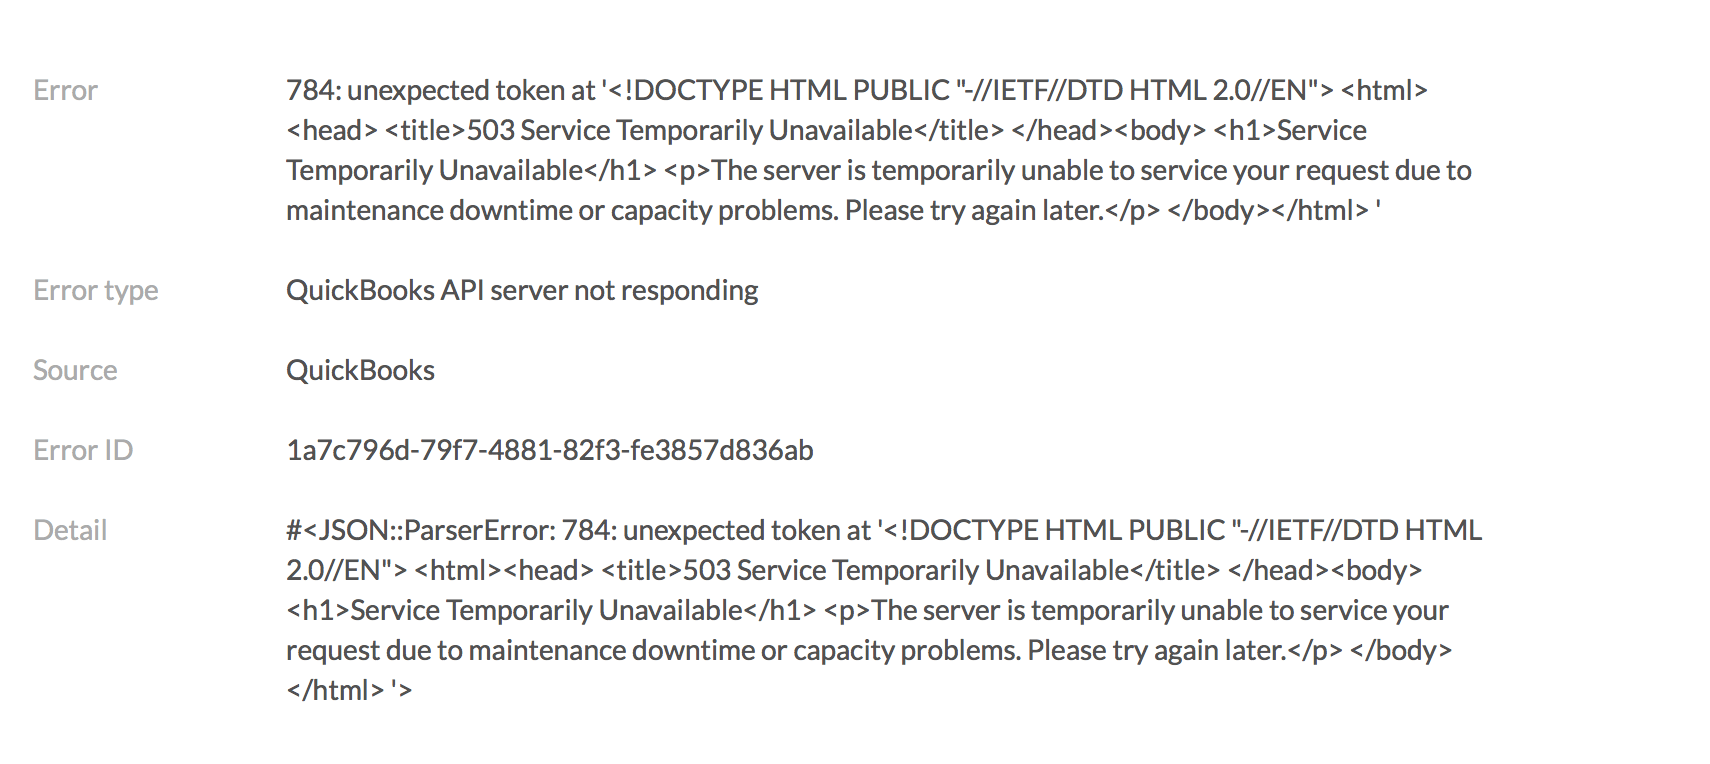 Error
784: unexpected token at '<!DOCTYPE HTML PUBLIC "-//IETF//DTD HTML 2.0//EN"> <html>
<head> <title>503 Service Temporarily Unavailable</title> </head><body> <h1>Service
Temporarily Unavailable</h1> <p>The server is temporarily unable to service your request due to
maintenance downtime or capacity problems. Please try again later.</p> </body></html> '
Error type
QuickBooks API server not responding
Source
QuickBooks
Error ID
1a7c796d-79f7-4881-82f3-fe3857d836ab
Detail
#<JSON::ParserError: 784: unexpected token at '<!DOCTYPE HTML PUBLIC "-//IETF//DTD HTML
2.0//EN"> <html><head> <title>503 Service Temporarily Unavailable</title> </head><body>
<h1>Service Temporarily Unavailable</h1> <p>The server is temporarily unable to service your
request due to maintenance downtime or capacity problems. Please try again later.</p> </body>
</html> '>